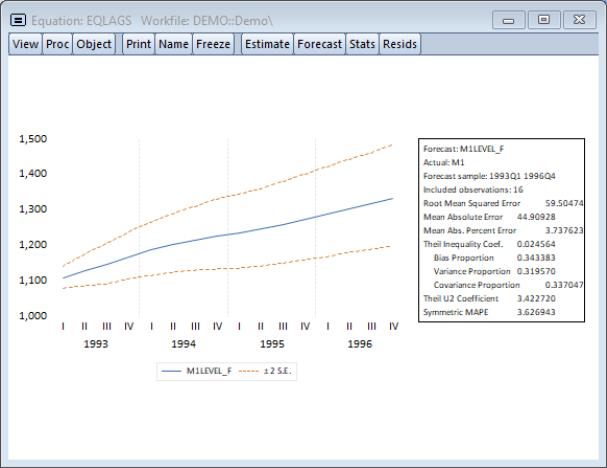 Equation: EQLAGS Workfile: DEMO::Demo\
View Proc Object Print Name Freeze Estimate Forecast Stats Resids
1,500
1,400
1,300
1,200
1,100
1,000
I II III IV I II III IV I II III IV I II III IV
1993 1994 1995 1996
M1LEVEL_F ± 2 S.E.
Forecast: M1LEVEL_F
Actual: M1
Forecast sample: 1993Q1 1996Q4
Included observations: 16
Root Mean Squared Error 59.50474
Mean Absolute Error 44.90928
Mean Abs. Percent Error 3.737623
Theil Inequality Coef. 0.024564
Bias Proportion 0.343383
Variance Proportion 0.319570
Covariance Proportion 0.337047
Theil U2 Coefficient 3.422720
Symmetric MAPE 3.626943